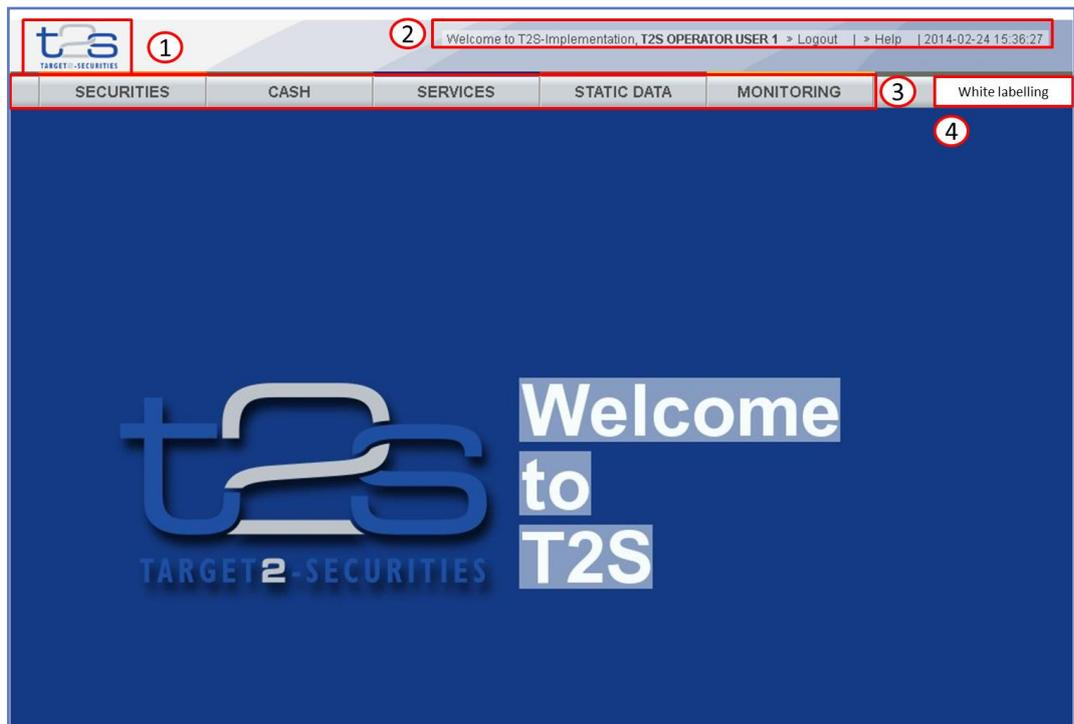 t2s
TARGET2-SECURITIES
1
2
Welcome to T2S-Implementation, T2S OPERATOR USER 1 » Logout | » Help | 2014-02-24 15:36:27
SECURITIES CASH SERVICES STATIC DATA MONITORING 3 White labelling
4
t2s
TARGET2-SECURITIES
Welcome
to
T2S